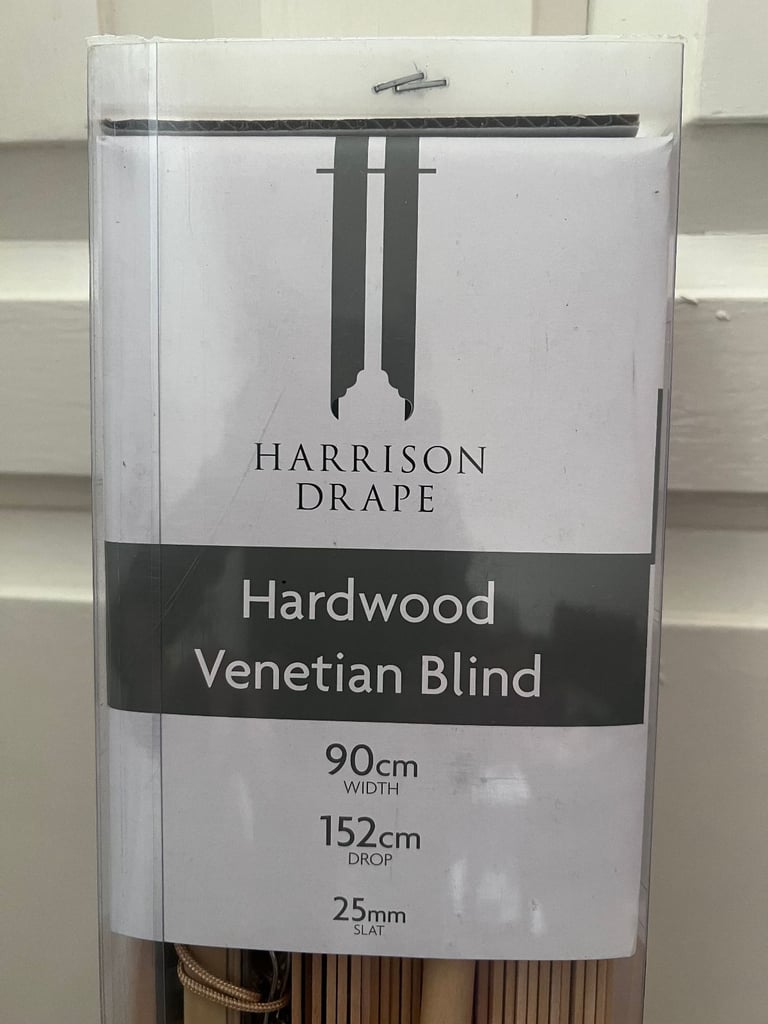 HARRISON
DRAPE
Hardwood
Venetian Blind
90cm
WIDTH
152cm
DROP
25mm
SLAT